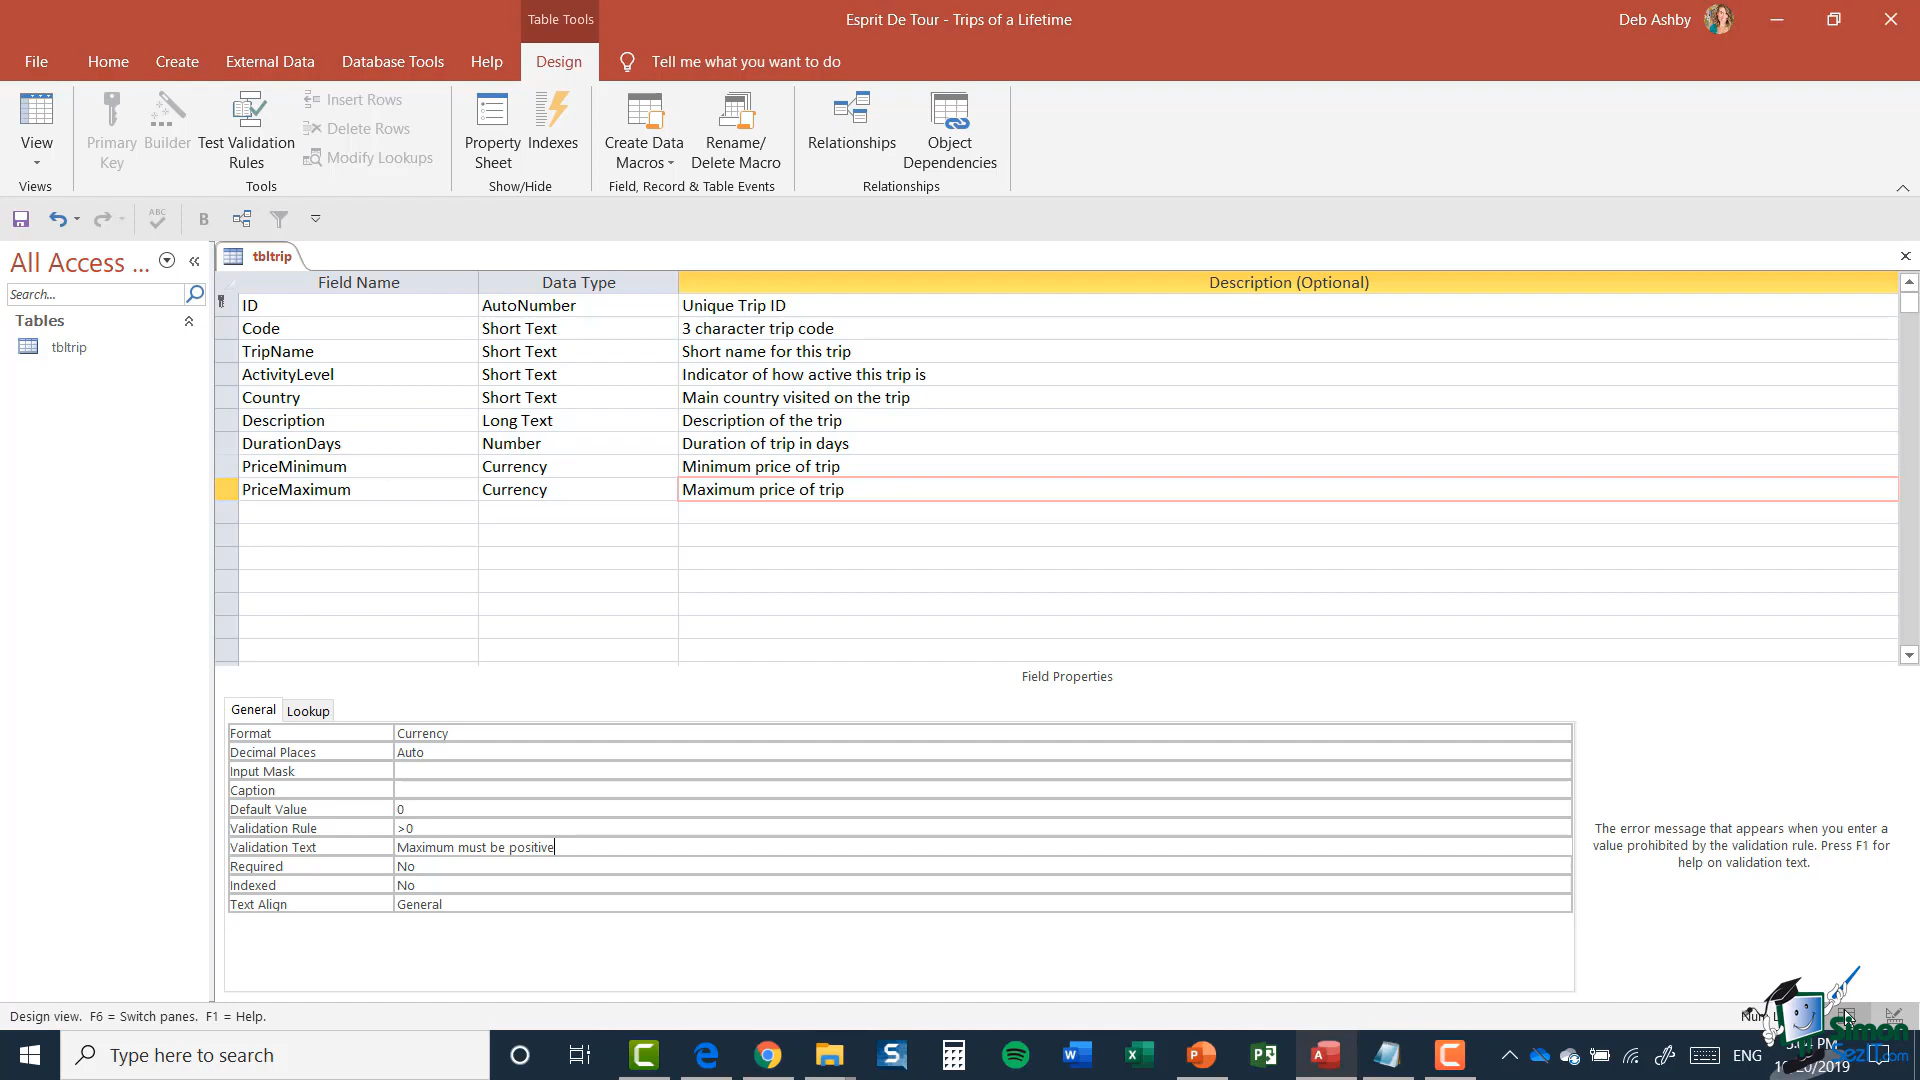 Table Tools
Esprit De Tour - Trips of a Lifetime
Deb Ashby
File
Home
Create
External Data
Database Tools
Help
Design
Tell me what you want to do
View
Primary Key
Builder
Test Validation Rules
Insert Rows
Delete Rows
Modify Lookups
Property Sheet
Indexes
Create Data Macros
Rename/ Delete Macro
Relationships
Object Dependencies
Views
Tools
Show/Hide
Field, Record & Table Events
Relationships
ABC
B
All Access ...
Search...
Tables
tbltrip
tbltrip
Field Name
Data Type
Description (Optional)
ID AutoNumber Unique Trip ID
Code Short Text 3 character trip code
TripName Short Text Short name for this trip
ActivityLevel Short Text Indicator of how active this trip is
Country Short Text Main country visited on the trip
Description Long Text Description of the trip
DurationDays Number Duration of trip in days
PriceMinimum Currency Minimum price of trip
PriceMaximum Currency Maximum price of trip
Field Properties
General
Lookup
Format Currency
Decimal Places Auto
Input Mask
Caption
Default Value 0
Validation Rule >0
Validation Text Maximum must be positive
Required No
Indexed No
Text Align General
The error message that appears when you enter a
value prohibited by the validation rule. Press F1 for
help on validation text.
Design view. F6 = Switch panes. F1 = Help.
Simon
SezIT.com
Type here to search
ENG
PM